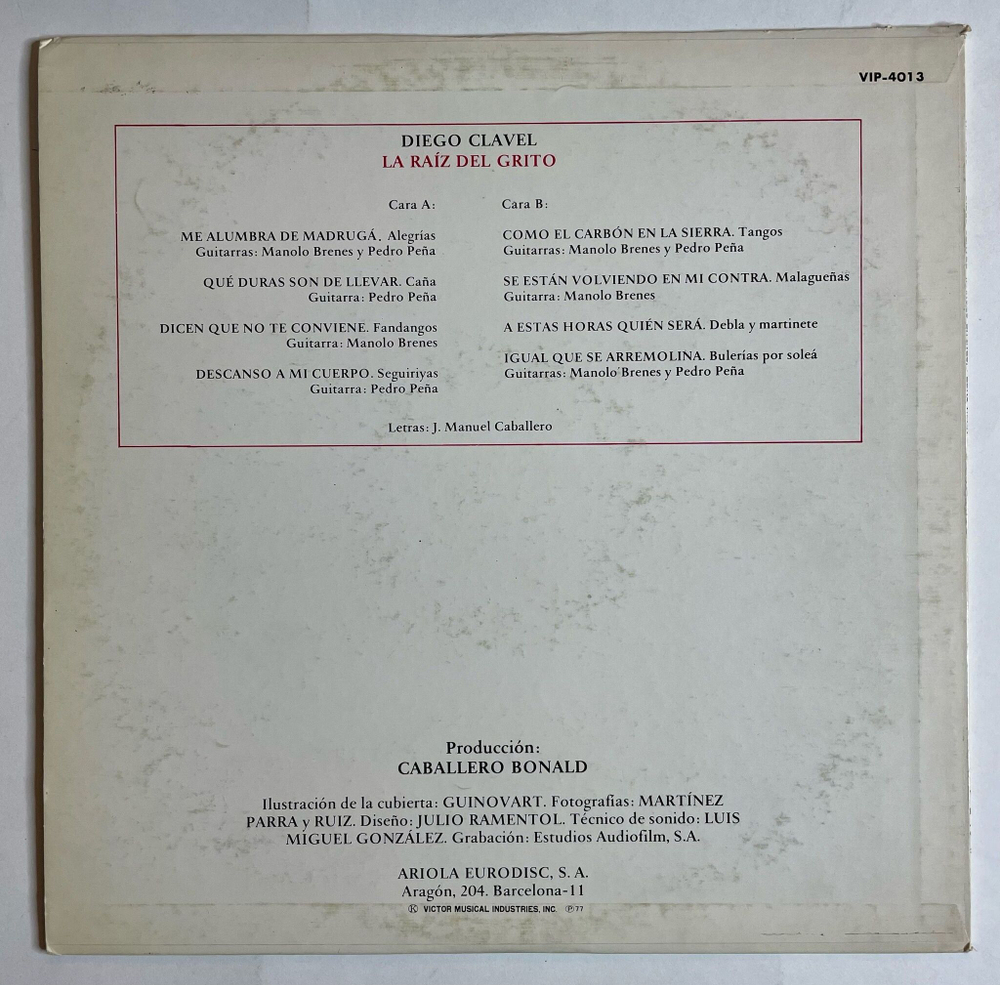 VIP-4013
DIEGO CLAVEL
LA RAÍZ DEL GRITO
Cara A:
ME ALUMBRA DE MADRUGÁ, Alegrías
Guitarras: Manolo Brenes y Pedro Peña
QUÉ DURAS SON DE LLEVAR. Caña
Guitarra: Pedro Peña
DICEN QUE NO TE CONVIENE. Fandangos
Guitarra: Manolo Brenes
DESCANSO A MI CUERPO. Seguiriyas
Guitarra: Pedro Peña
Cara B:
COMO EL CARBÓN EN LA SIERRA. Tangos
Guitarras: Manolo Brenes y Pedro Peña
SE ESTÁN VOLVIENDO EN MI CONTRA. Malagueñas
Guitarra: Manolo Brenes
A ESTAS HORAS QUIÉN SERÁ. Debla y martinete
IGUAL QUE SE ARREMOLINA. Bulerías por soleá
Guitarras: Manolo Brenes y Pedro Peña
Letras: J. Manuel Caballero
Producción:
CABALLERO BONALD
Ilustración de la cubierta: GUINOVART. Fotografías: MARTÍNEZ
PARRA y RUIZ. Diseño: JULIO RAMENTOL. Técnico de sonido: LUIS
MIGUEL GONZÁLEZ. Grabación: Estudios Audiofilm, S.A.
ARIOLA EURODISC, S. A.
Aragón, 204. Barcelona-11
Ⓚ VICTOR MUSICAL INDUSTRIES, INC. ℗77